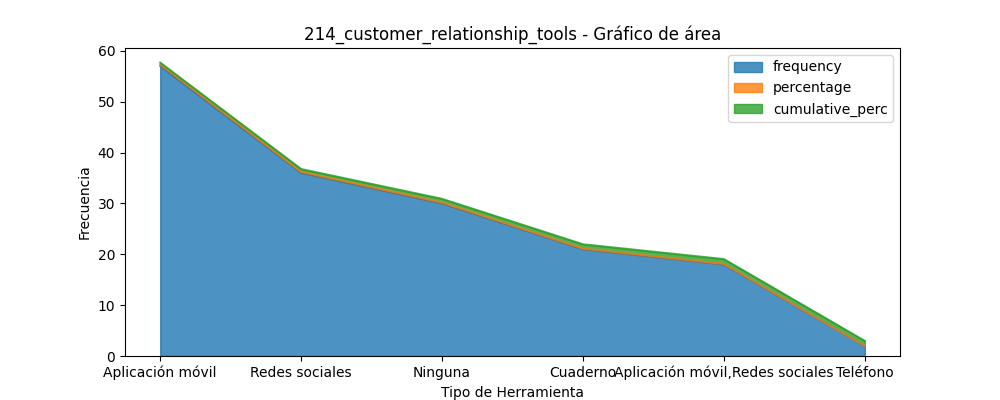 214_customer_relationship_tools - Gráfico de área
frequency
percentage
cumulative_perc
60
50
40
30
20
10
0
Frecuencia
Aplicación móvil Redes sociales Ninguna Cuaderno Aplicación móvil,Redes sociales Teléfono
Tipo de Herramienta